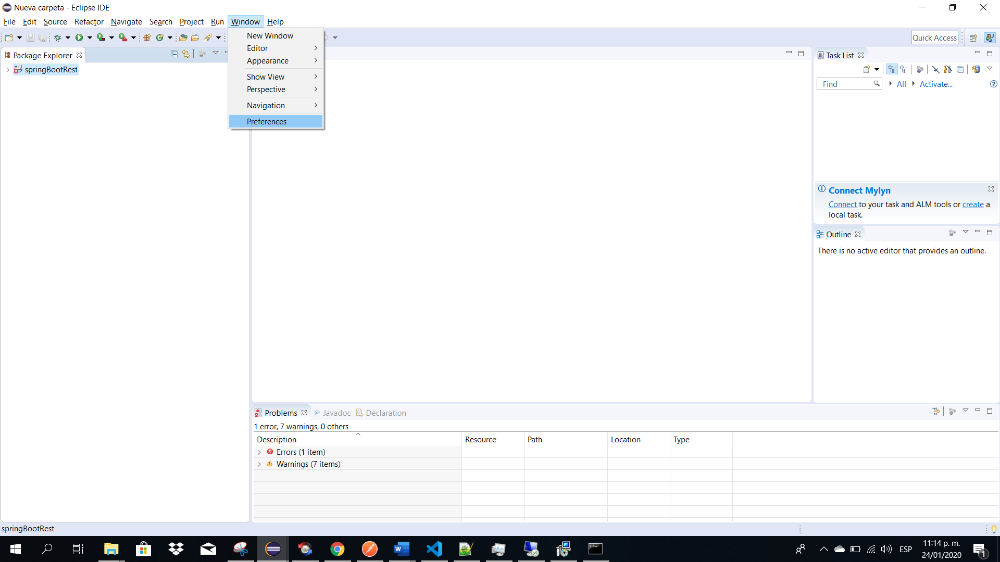 Nueva carpeta - Eclipse IDE
File Edit Source Refactor Navigate Search Project Run Window Help
Quick Access
New Window
Editor
Appearance
Show View
Perspective
Navigation
Preferences
Package Explorer
springBootRest
Task List
Find
All
Activate...
Connect Mylyn
Connect to your task and ALM tools or create a
local task.
Outline
There is no active editor that provides an outline.
Problems @ Javadoc Declaration
1 error, 7 warnings, 0 others
Description Resource Path Location Type
Errors (1 item)
Warnings (7 items)
springBootRest
ESP
11:14 p. m.
24/01/2020
1